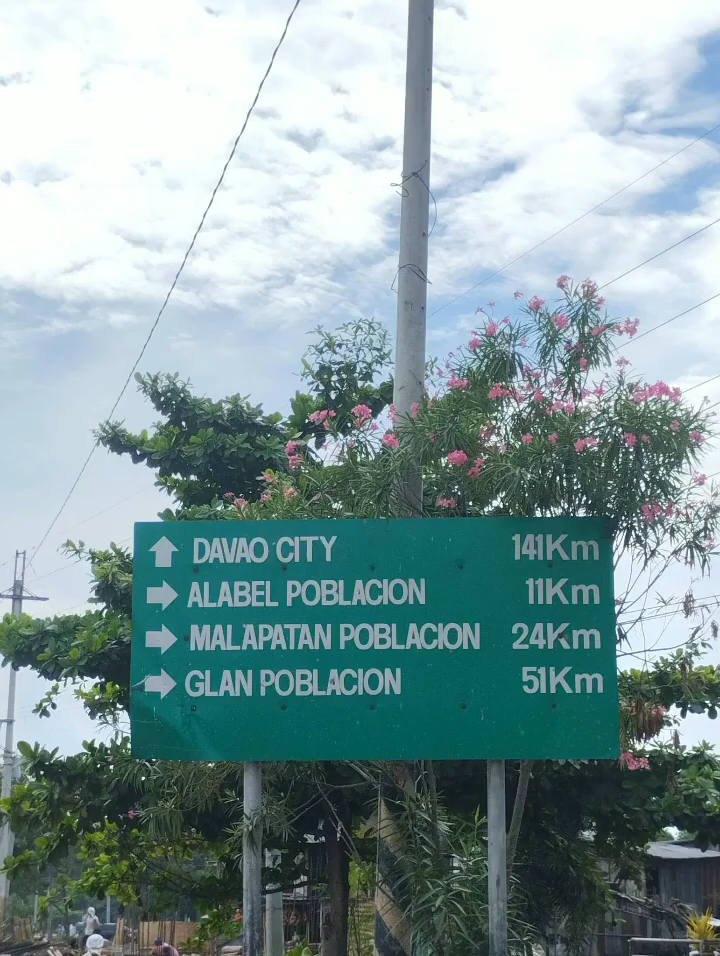 DAVAO CITY 141Km
ALABEL POBLACION 11Km
MALAPATAN POBLACION 24Km
GLAN POBLACION 51Km